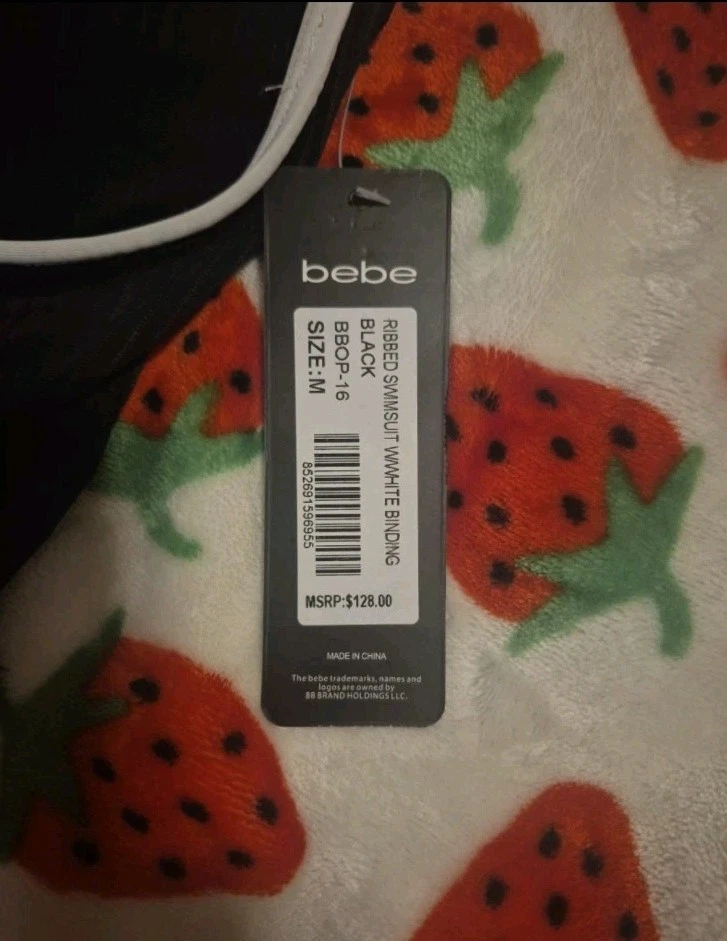 bebe
RIBBED SWIMSUIT W/WHITE BINDING
BLACK
BBOP-16
SIZE:M
852691596955
MSRP:$128.00
MADE IN CHINA
The bebe trademarks, names and
logos are owned by
BB BRAND HOLDINGS LLC.